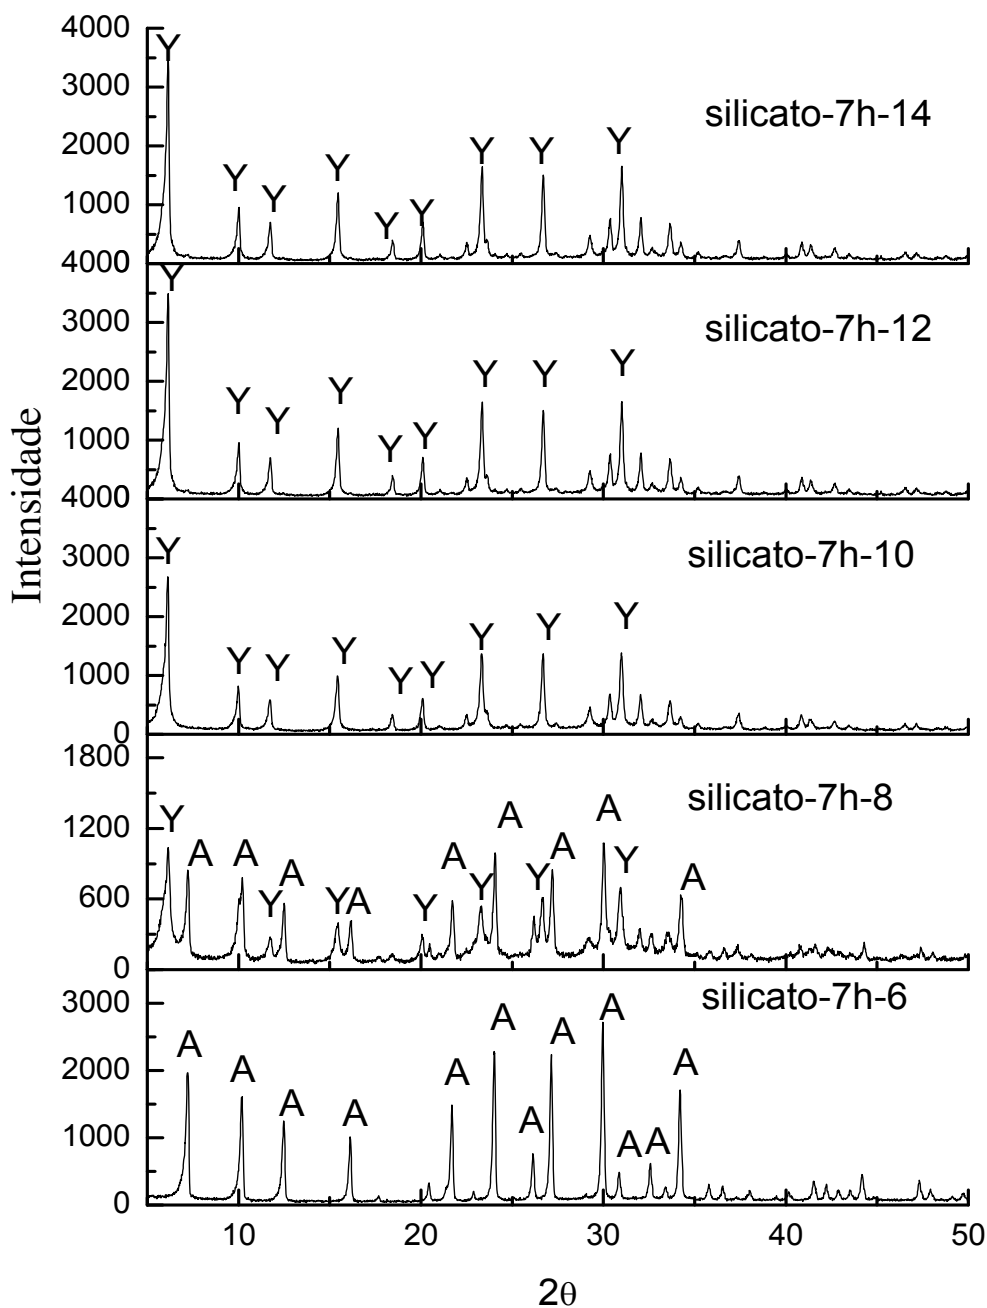 4000
Y
3000
silicato-7h-14
2000
Y Y Y Y Y Y
1000
Y Y
4000 0
Y
3000
silicato-7h-12
2000
Y Y Y Y Y Y
1000
Y Y
4000 0
Y
3000
silicato-7h-10
2000
Y Y Y
1000
Y Y Y Y Y
0
1800
silicato-7h-8
Y A A
1200
A A A A A
600
Y Y A Y Y Y Y A
0
silicato-7h-6
3000
A A A
2000
A A A A
1000
A A A A A
0
10 20 30 40 50
2θ
Intensidade